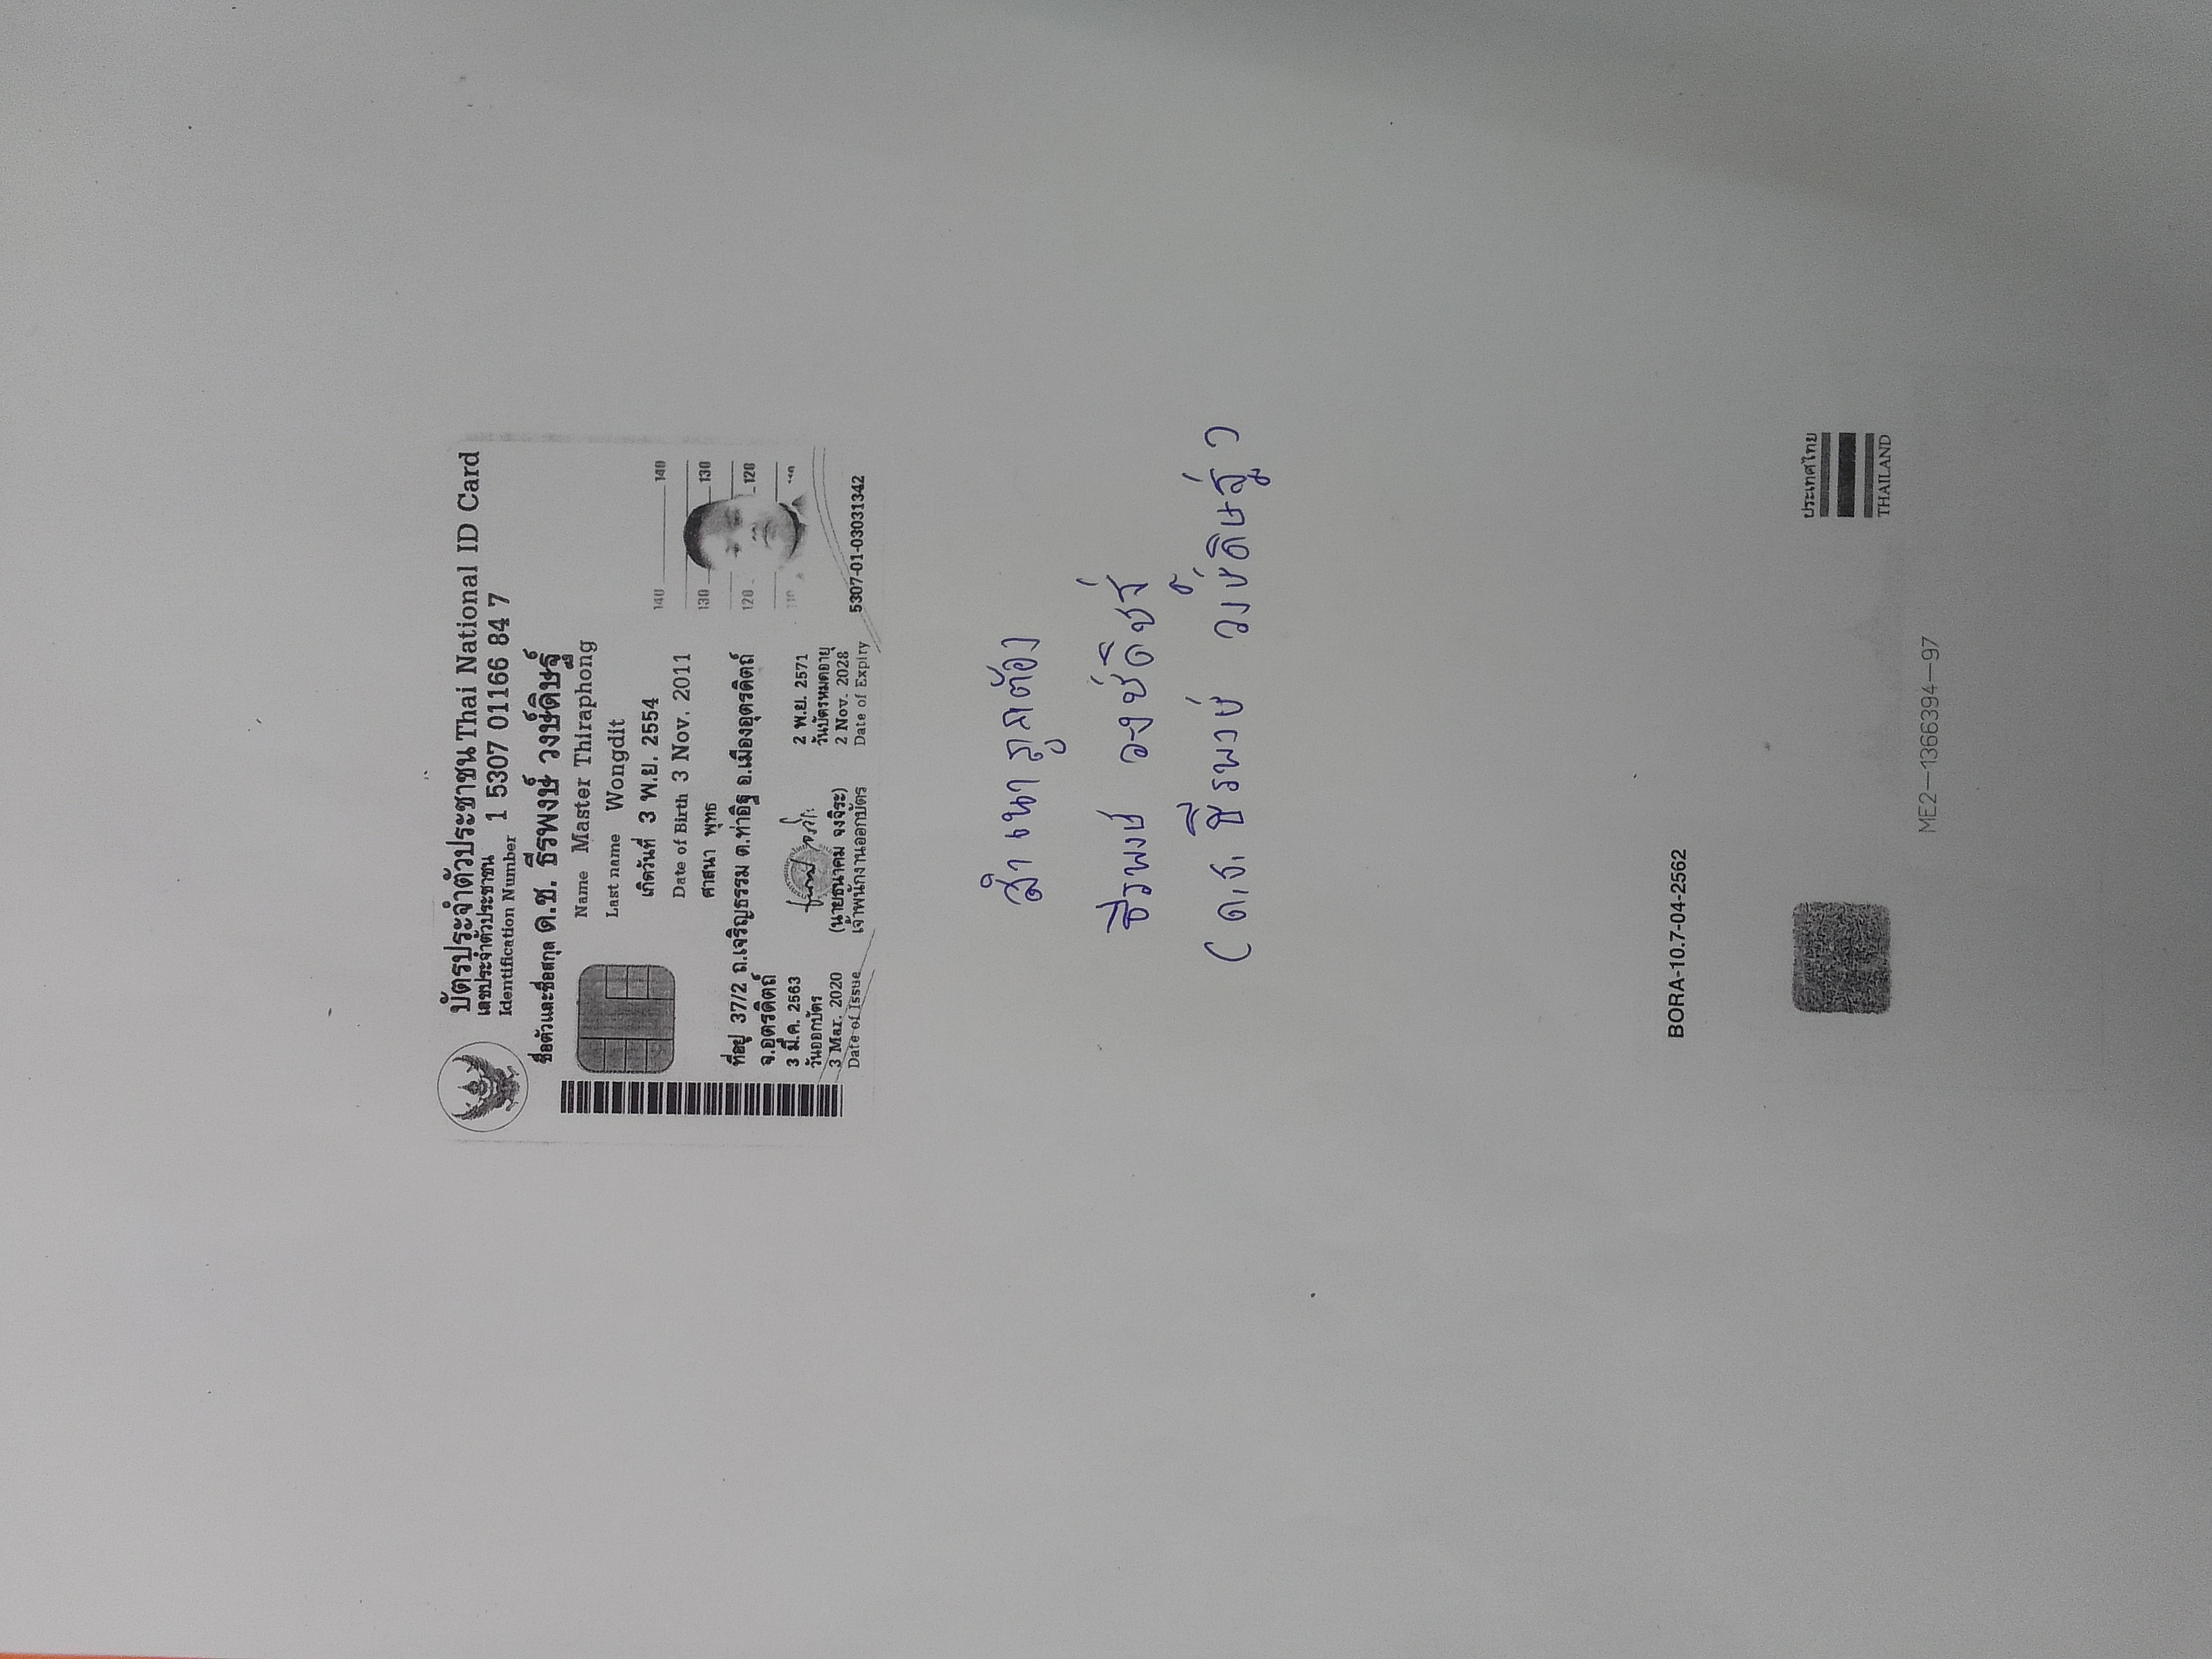 บัตรประจำตัวประชาชน Thai National ID Card
เลขประจำตัวประชาชน
Identification Number 1 5307 01166 84 7
ชื่อตัวและชื่อสกุล ด.ช. ธีรพงษ์ วงษ์ดิษฐ์
Name Master Thiraphong
Last name Wongdit
เกิดวันที่ 3 พ.ย. 2554
Date of Birth 3 Nov. 2011
ศาสนา พุทธ
ที่อยู่ 37/2 ถ.เจริญธรรม ต.ท่าอิฐ อ.เมืองอุตรดิตถ์
จ.อุตรดิตถ์
3 มี.ค. 2563
วันออกบัตร
3 Mar. 2020
Date of Issue
(นายธนาคม จงจิระ)
เจ้าพนักงานออกบัตร
2 พ.ย. 2571
วันบัตรหมดอายุ
2 Nov. 2028
Date of Expiry
140 140
130 130
120 120
110
5307-01-03031342
สำเนาถูกต้อง
ธีรพงษ์ วงษ์ดิษฐ์
(ด.ช. ธีรพงษ์ วงษ์ดิษฐ์)
BORA-10.7-04-2562
ประเทศไทย
THAILAND
ME2-1366394-97